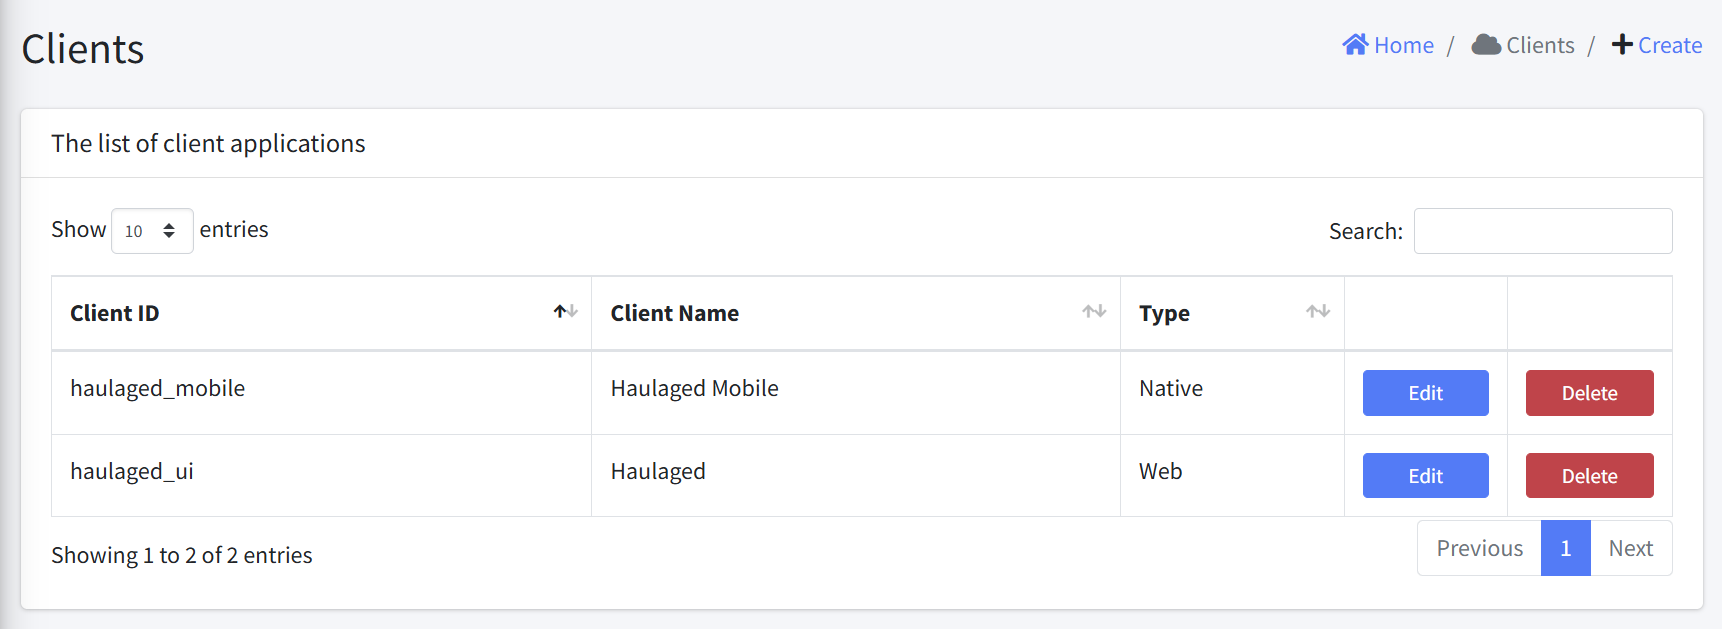 Clients
Home / Clients / Create
The list of client applications
Show 10 entries
Search:
Client ID Client Name Type
haulaged_mobile Haulaged Mobile Native Edit Delete
haulaged_ui Haulaged Web Edit Delete
Showing 1 to 2 of 2 entries
Previous 1 Next